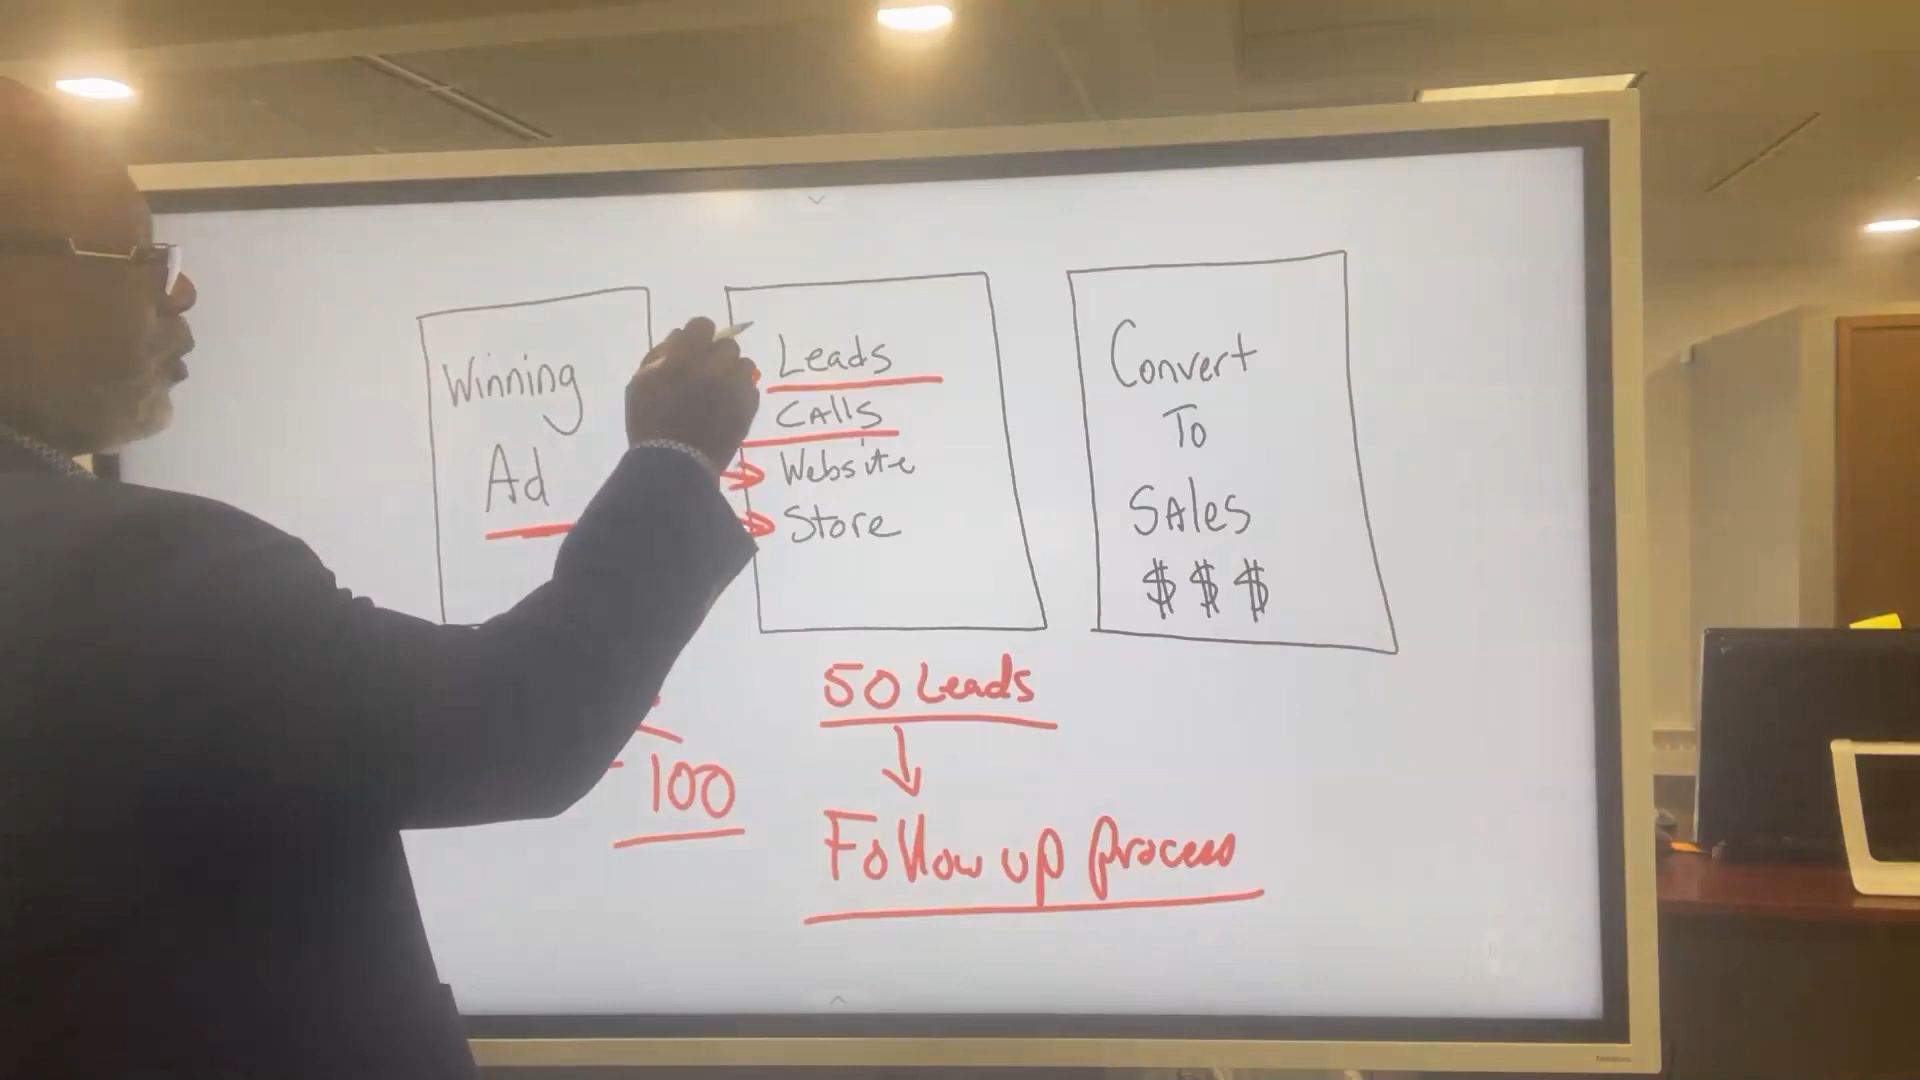 Winning
Ad
Leads
CAlls
Website
Store
Convert
To
SAles
$ $ $
100
50 Leads
Follow up process